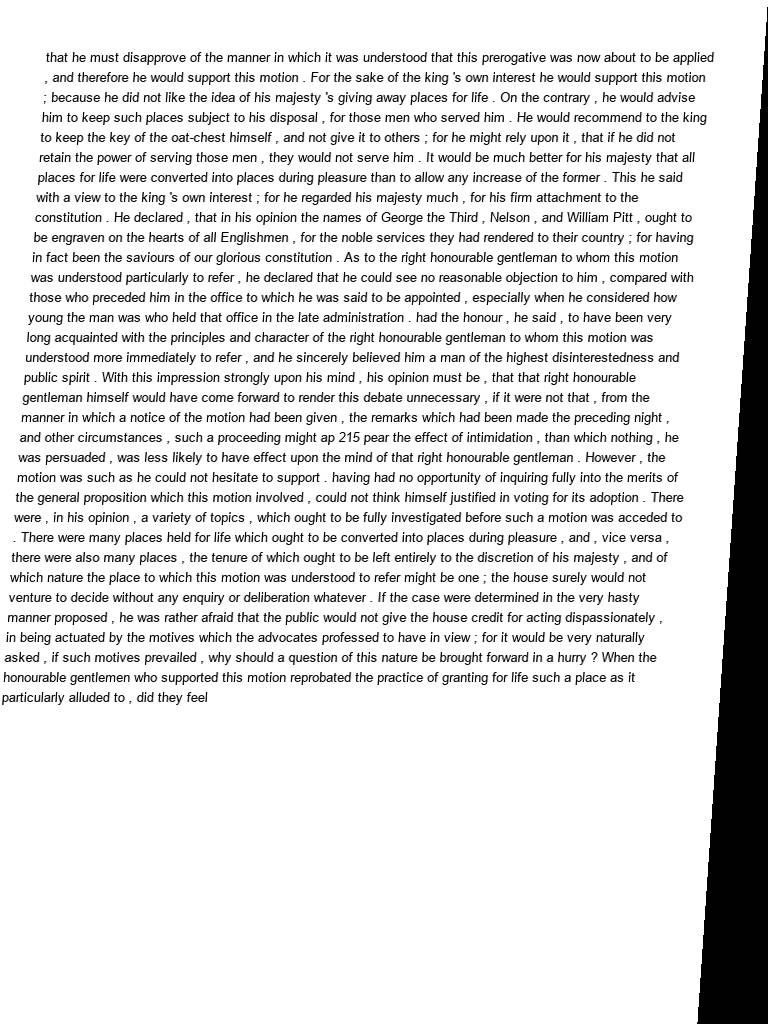 that he must disapprove of the manner in which it was understood that this prerogative was now about to be applied
, and therefore he would support this motion . For the sake of the king 's own interest he would support this motion
; because he did not like the idea of his majesty 's giving away places for life . On the contrary , he would advise
him to keep such places subject to his disposal , for those men who served him . He would recommend to the king
to keep the key of the oat-chest himself , and not give it to others ; for he might rely upon it , that if he did not
retain the power of serving those men , they would not serve him . It would be much better for his majesty that all
places for life were converted into places during pleasure than to allow any increase of the former . This he said
with a view to the king 's own interest ; for he regarded his majesty much , for his firm attachment to the
constitution . He declared , that in his opinion the names of George the Third , Nelson , and William Pitt , ought to
be engraven on the hearts of all Englishmen , for the noble services they had rendered to their country ; for having
in fact been the saviours of our glorious constitution . As to the right honourable gentleman to whom this motion
was understood particularly to refer , he declared that he could see no reasonable objection to him , compared with
those who preceded him in the office to which he was said to be appointed , especially when he considered how
young the man was who held that office in the late administration . had the honour , he said , to have been very
long acquainted with the principles and character of the right honourable gentleman to whom this motion was
understood more immediately to refer , and he sincerely believed him a man of the highest disinterestedness and
public spirit . With this impression strongly upon his mind , his opinion must be , that that right honourable
gentleman himself would have come forward to render this debate unnecessary , if it were not that , from the
manner in which a notice of the motion had been given , the remarks which had been made the preceding night ,
and other circumstances , such a proceeding might ap 215 pear the effect of intimidation , than which nothing , he
was persuaded , was less likely to have effect upon the mind of that right honourable gentleman . However , the
motion was such as he could not hesitate to support . having had no opportunity of inquiring fully into the merits of
the general proposition which this motion involved , could not think himself justified in voting for its adoption . There
were , in his opinion , a variety of topics , which ought to be fully investigated before such a motion was acceded to
. There were many places held for life which ought to be converted into places during pleasure , and , vice versa ,
there were also many places , the tenure of which ought to be left entirely to the discretion of his majesty , and of
which nature the place to which this motion was understood to refer might be one ; the house surely would not
venture to decide without any enquiry or deliberation whatever . If the case were determined in the very hasty
manner proposed , he was rather afraid that the public would not give the house credit for acting dispassionately ,
in being actuated by the motives which the advocates professed to have in view ; for it would be very naturally
asked , if such motives prevailed , why should a question of this nature be brought forward in a hurry ? When the
honourable gentlemen who supported this motion reprobated the practice of granting for life such a place as it
particularly alluded to , did they feel